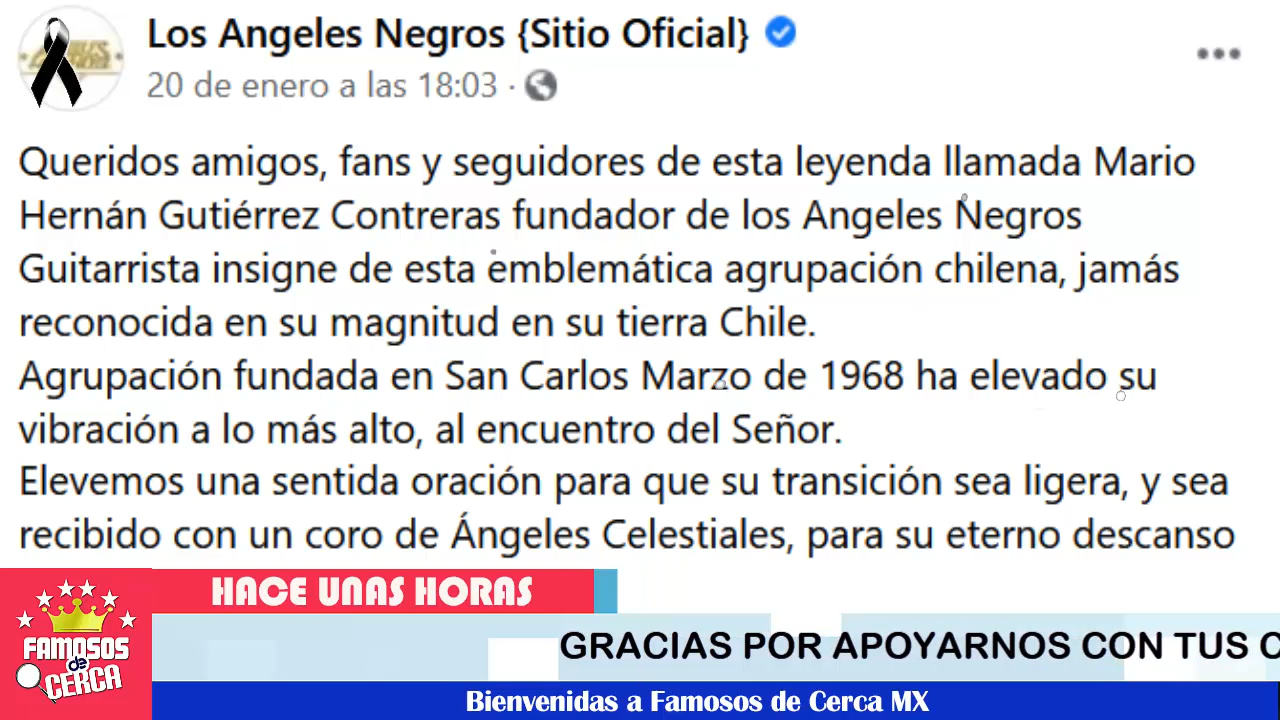 Los Angeles Negros {Sitio Oficial}
20 de enero a las 18:03 ·
Queridos amigos, fans y seguidores de esta leyenda llamada Mario
Hernán Gutiérrez Contreras fundador de los Angeles Negros
Guitarrista insigne de esta emblemática agrupación chilena, jamás
reconocida en su magnitud en su tierra Chile.
Agrupación fundada en San Carlos Marzo de 1968 ha elevado su
vibración a lo más alto, al encuentro del Señor.
Elevemos una sentida oración para que su transición sea ligera, y sea
recibido con un coro de Ángeles Celestiales, para su eterno descanso
HACE UNAS HORAS
FAMOSOS
de
CERCA
GRACIAS POR APOYARNOS CON TUS C
Bienvenidas a Famosos de Cerca MX